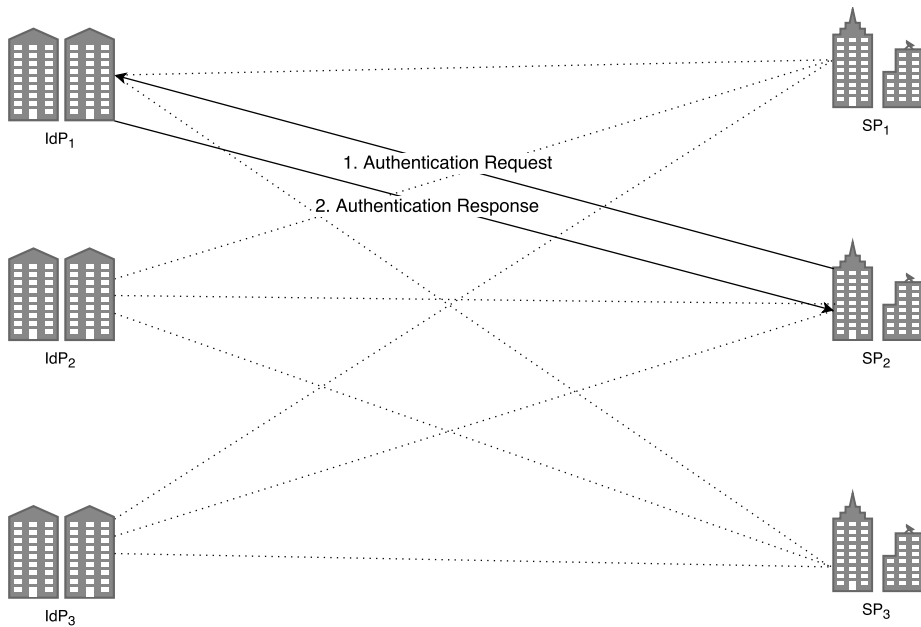 IdP1
SP1
1. Authentication Request
2. Authentication Response
IdP2
SP2
IdP3
SP3